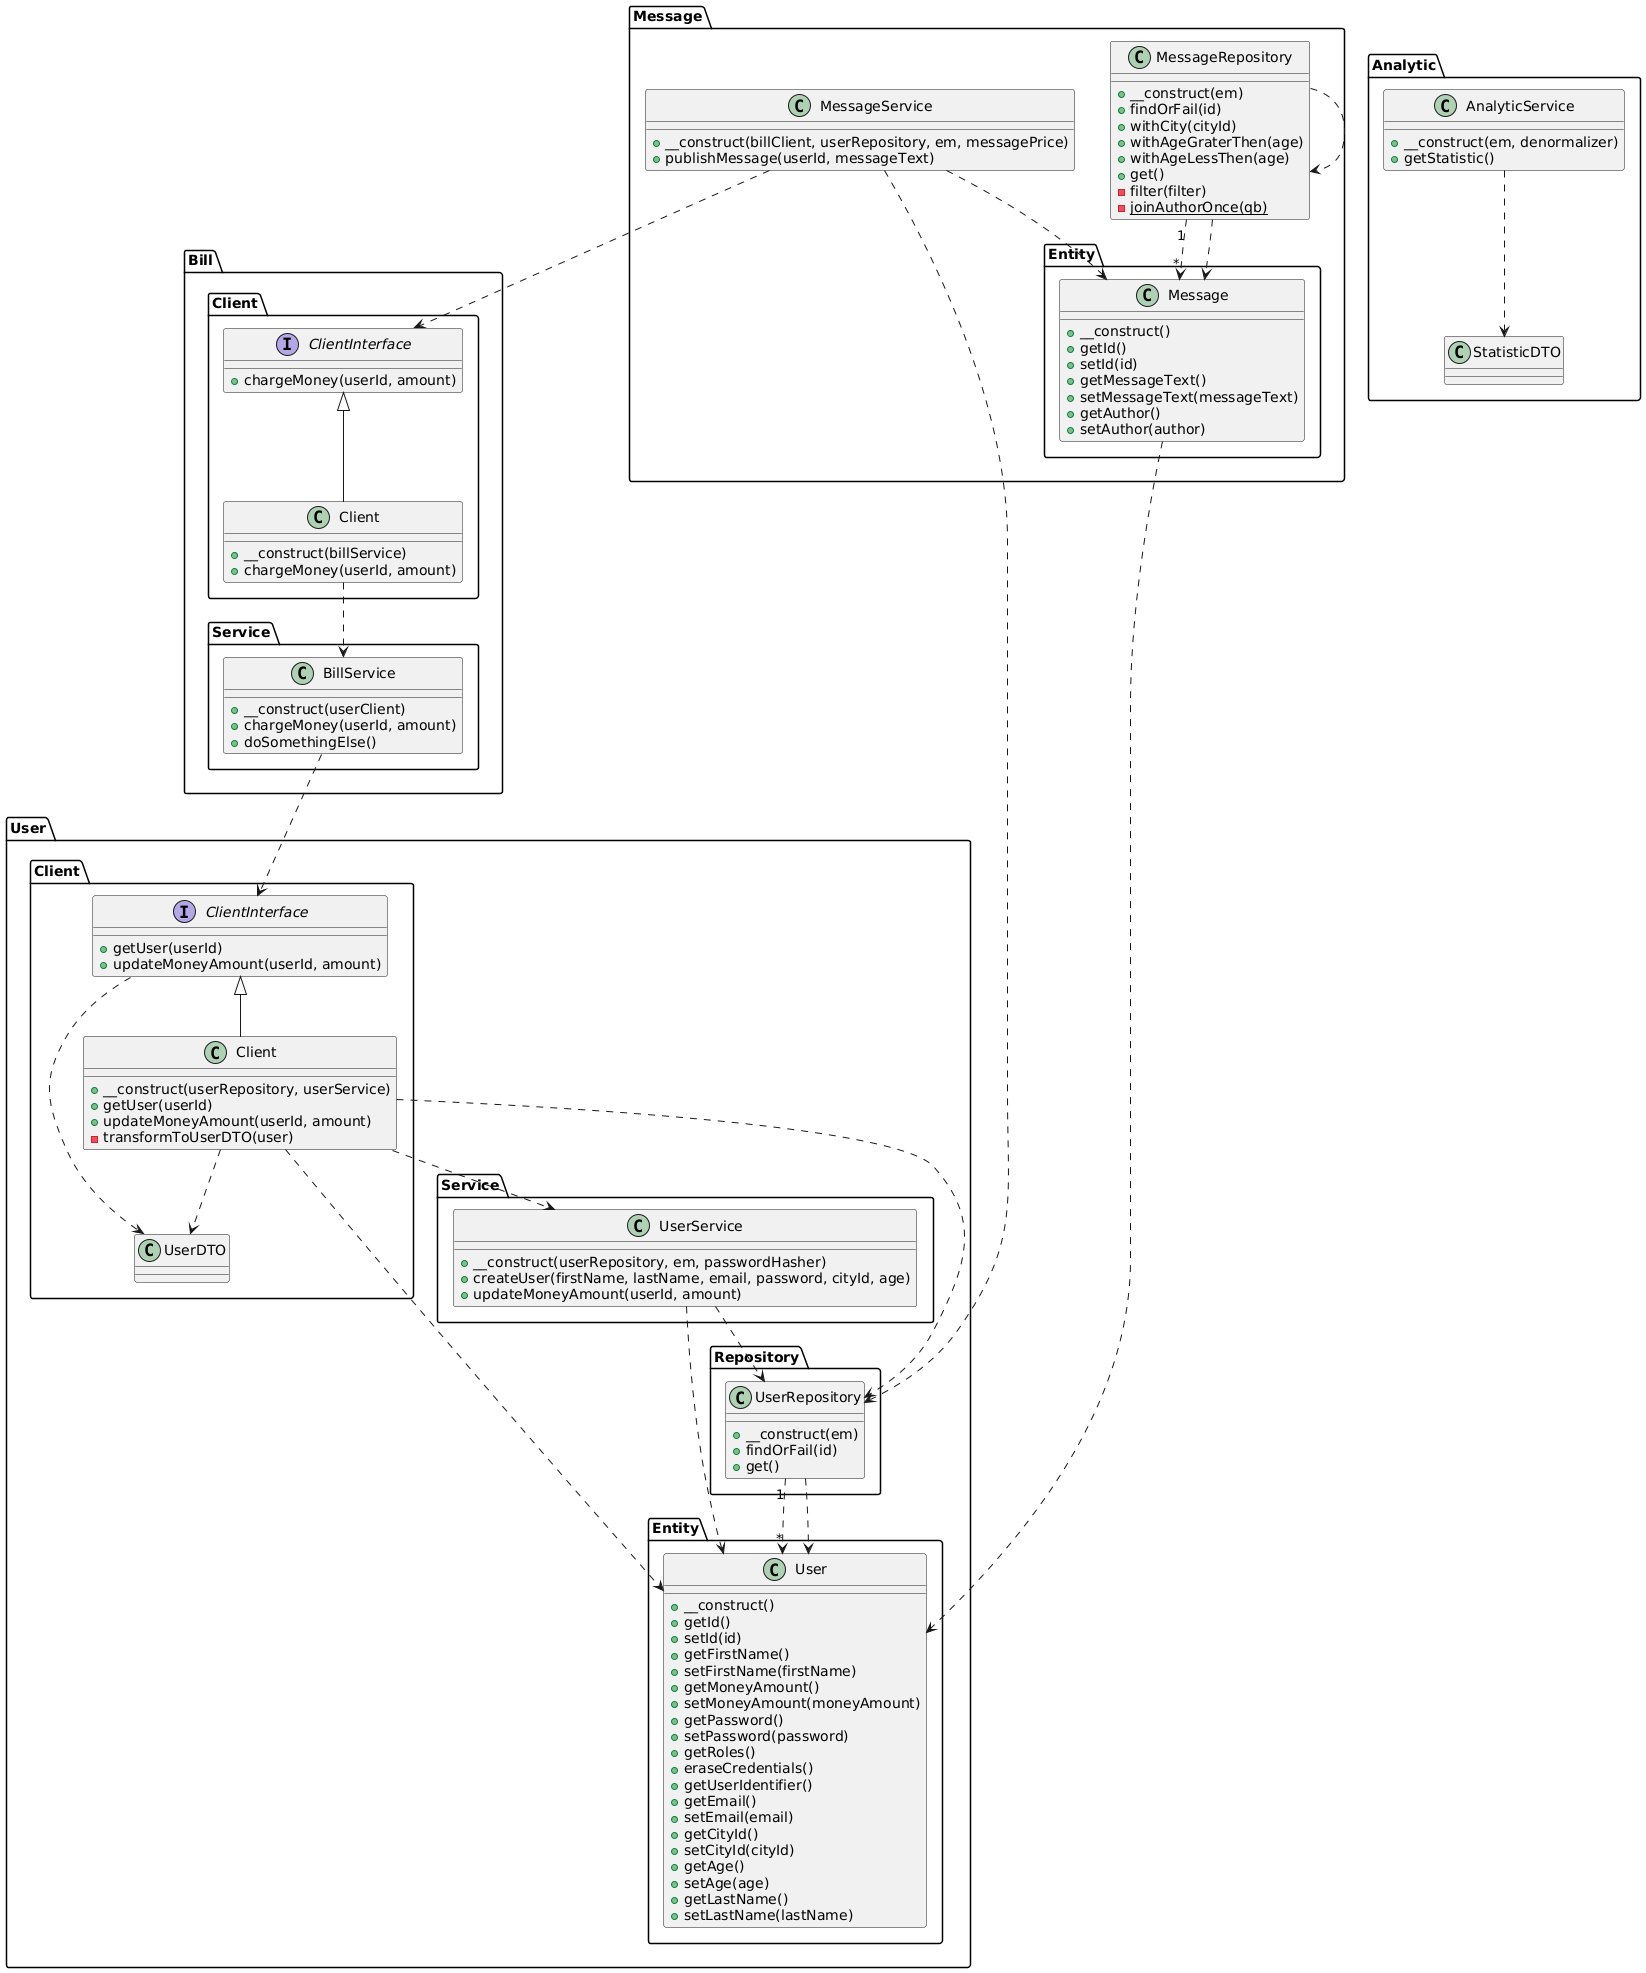 Message
MessageService
+__construct(billClient, userRepository, em, messagePrice)
publishMessage(userId, messageText)
MessageRepository
__construct(em)
findOrFail(id)
withCity(cityId)
withAgeGraterThen(age)
withAgeLessThen(age)
get()
filter(filter)
joinAuthorOnce(qb)
1
*
Entity
Message
__construct()
getId()
setId(id)
getMessageText()
setMessageText(messageText)
getAuthor()
setAuthor(author)
Analytic
AnalyticService
__construct(em, denormalizer)
getStatistic()
StatisticDTO
Bill
Client
ClientInterface
chargeMoney(userId, amount)
Client
__construct(billService)
chargeMoney(userId, amount)
Service
BillService
__construct(userClient)
chargeMoney(userId, amount)
doSomethingElse()
User
Client
ClientInterface
getUser(userId)
updateMoneyAmount(userId, amount)
Client
__construct(userRepository, userService)
getUser(userId)
updateMoneyAmount(userId, amount)
transformToUserDTO(user)
UserDTO
Service
UserService
__construct(userRepository, em, passwordHasher)
createUser(firstName, lastName, email, password, cityId, age)
updateMoneyAmount(userId, amount)
Repository
UserRepository
__construct(em)
findOrFail(id)
get()
1
*
Entity
User
__construct()
getId()
setId(id)
getFirstName()
setFirstName(firstName)
getMoneyAmount()
setMoneyAmount(moneyAmount)
getPassword()
setPassword(password)
getRoles()
eraseCredentials()
getUserIdentifier()
getEmail()
setEmail(email)
getCityId()
setCityId(cityId)
getAge()
setAge(age)
getLastName()
setLastName(lastName)